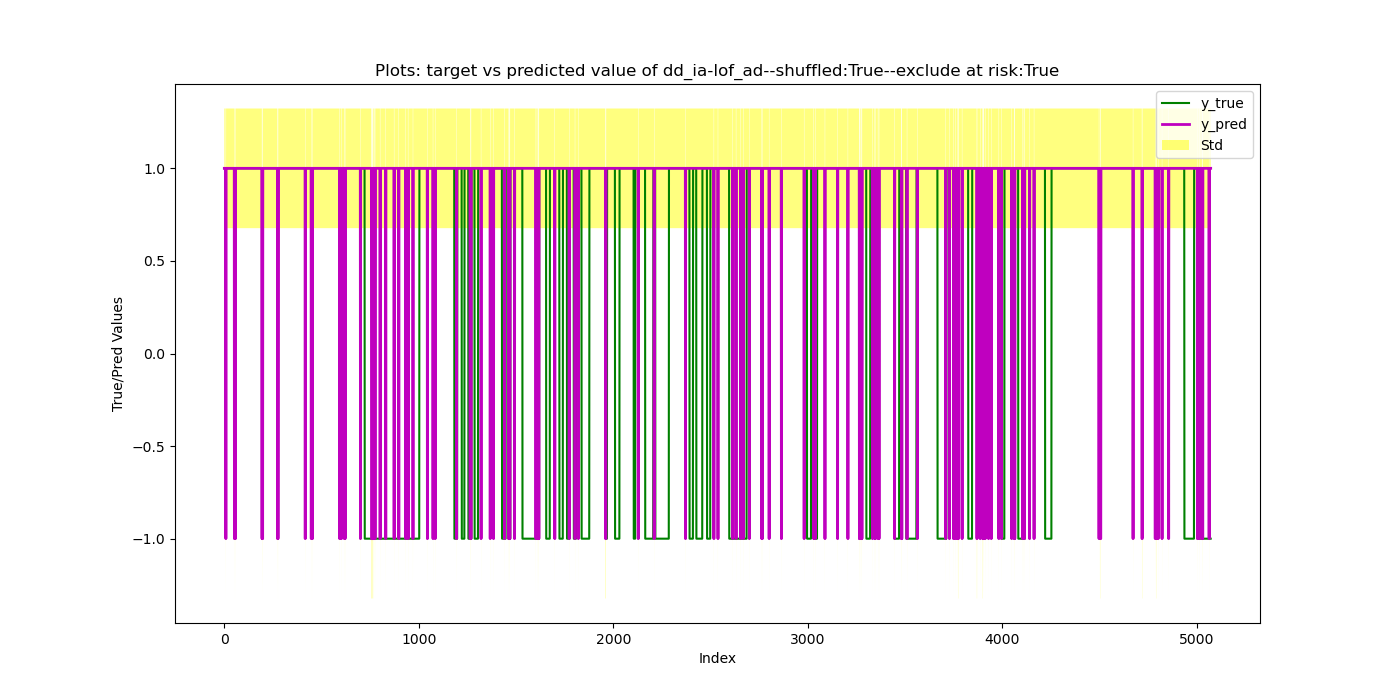 Plots: target vs predicted value of dd_ia-lof_ad--shuffled:True--exclude at risk:True
y_true
y_pred
Std
True/Pred Values
1.0
0.5
0.0
−0.5
−1.0
0
1000
2000
3000
4000
5000
Index